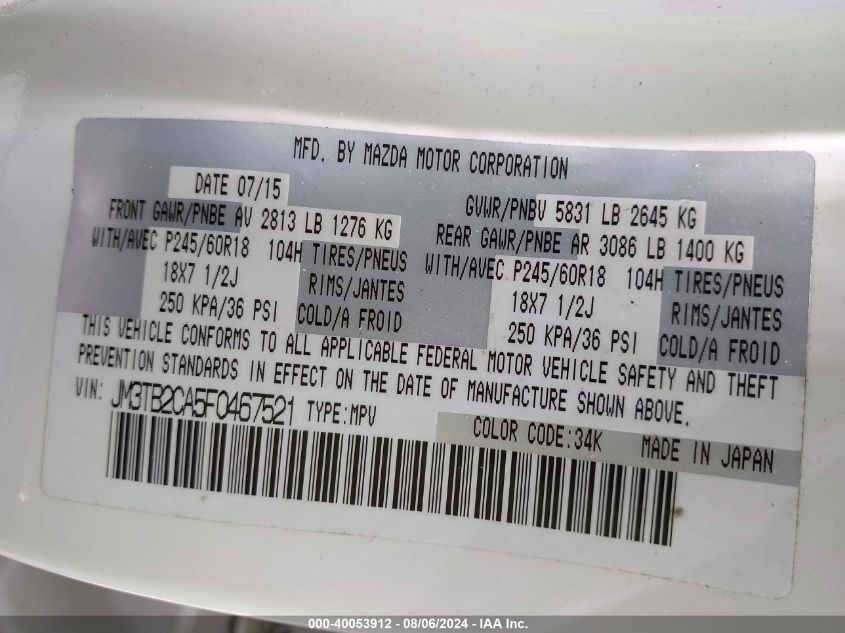 MFD. BY MAZDA MOTOR CORPORATION
DATE 07/15
GVWR/PNBV 5831 LB 2645 KG
FRONT GAWR/PNBE AV 2813 LB 1276 KG
REAR GAWR/PNBE AR 3086 LB 1400 KG
WITH/AVEC P245/60R18 104H TIRES/PNEUS
WITH/AVEC P245/60R18 104H TIRES/PNEUS
18X7 1/2J RIMS/JANTES
18X7 1/2J RIMS/JANTES
250 KPA/36 PSI COLD/A FROID
250 KPA/36 PSI COLD/A FROID
THIS VEHICLE CONFORMS TO ALL APPLICABLE FEDERAL MOTOR VEHICLE SAFETY AND THEFT
PREVENTION STANDARDS IN EFFECT ON THE DATE OF MANUFACTURE SHOWN ABOVE.
VIN: JM3TB2CA5F0467521 TYPE:MPV
COLOR CODE:34K MADE IN JAPAN
000-40053912 - 08/06/2024 - IAA Inc.